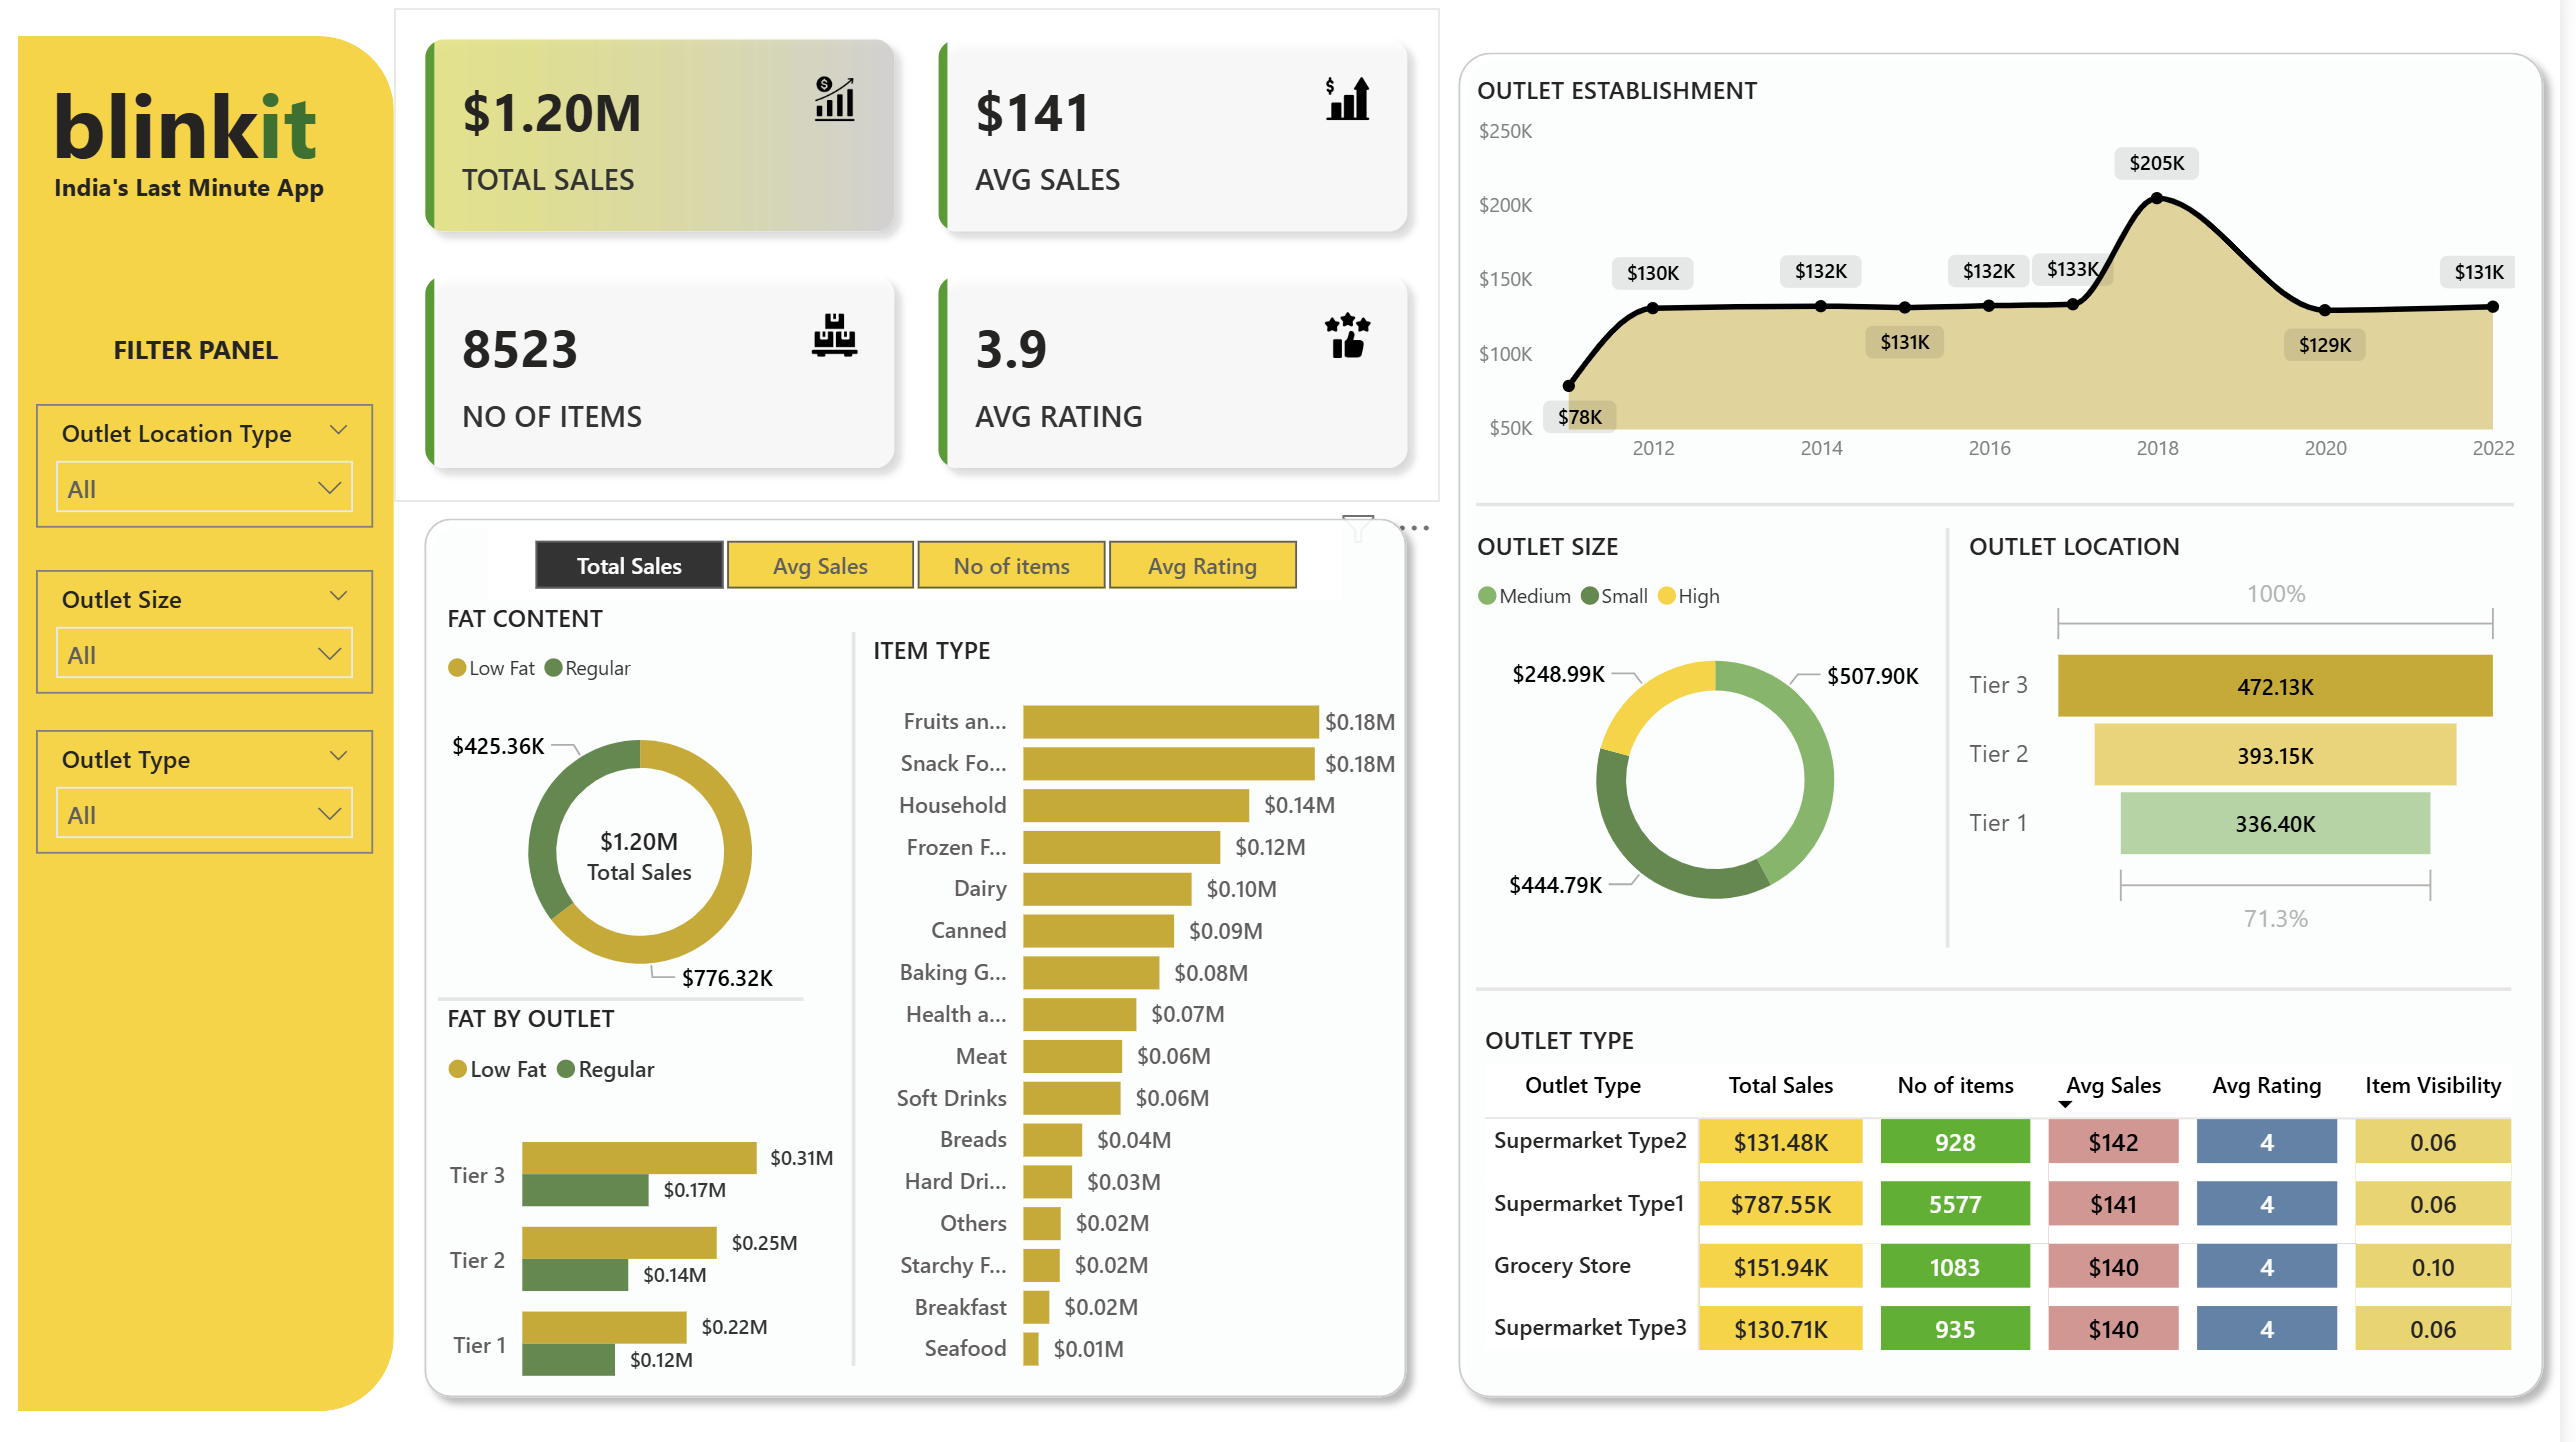 blinkit
India's Last Minute App
FILTER PANEL
Outlet Location Type
All
Outlet Size
All
Outlet Type
All
$1.20M
TOTAL SALES
$141
AVG SALES
8523
NO OF ITEMS
3.9
AVG RATING
Total Sales Avg Sales No of items Avg Rating
FAT CONTENT
Low Fat Regular
$425.36K
$1.20M
Total Sales
$776.32K
FAT BY OUTLET
Low Fat Regular
Tier 3 $0.31M
$0.17M
Tier 2 $0.25M
$0.14M
Tier 1 $0.22M
$0.12M
ITEM TYPE
Fruits an... $0.18M
Snack Fo... $0.18M
Household $0.14M
Frozen F... $0.12M
Dairy $0.10M
Canned $0.09M
Baking G... $0.08M
Health a... $0.07M
Meat $0.06M
Soft Drinks $0.06M
Breads $0.04M
Hard Dri... $0.03M
Others $0.02M
Starchy F... $0.02M
Breakfast $0.02M
Seafood $0.01M
OUTLET ESTABLISHMENT
$250K
$200K
$150K
$100K
$50K
$78K $130K $132K $131K $132K $133K $205K $129K $131K
2012 2014 2016 2018 2020 2022
OUTLET SIZE
Medium Small High
$248.99K $507.90K
$444.79K
OUTLET LOCATION
100%
Tier 3 472.13K
Tier 2 393.15K
Tier 1 336.40K
71.3%
OUTLET TYPE
Outlet Type Total Sales No of items Avg Sales Avg Rating Item Visibility
Supermarket Type2 $131.48K 928 $142 4 0.06
Supermarket Type1 $787.55K 5577 $141 4 0.06
Grocery Store $151.94K 1083 $140 4 0.10
Supermarket Type3 $130.71K 935 $140 4 0.06